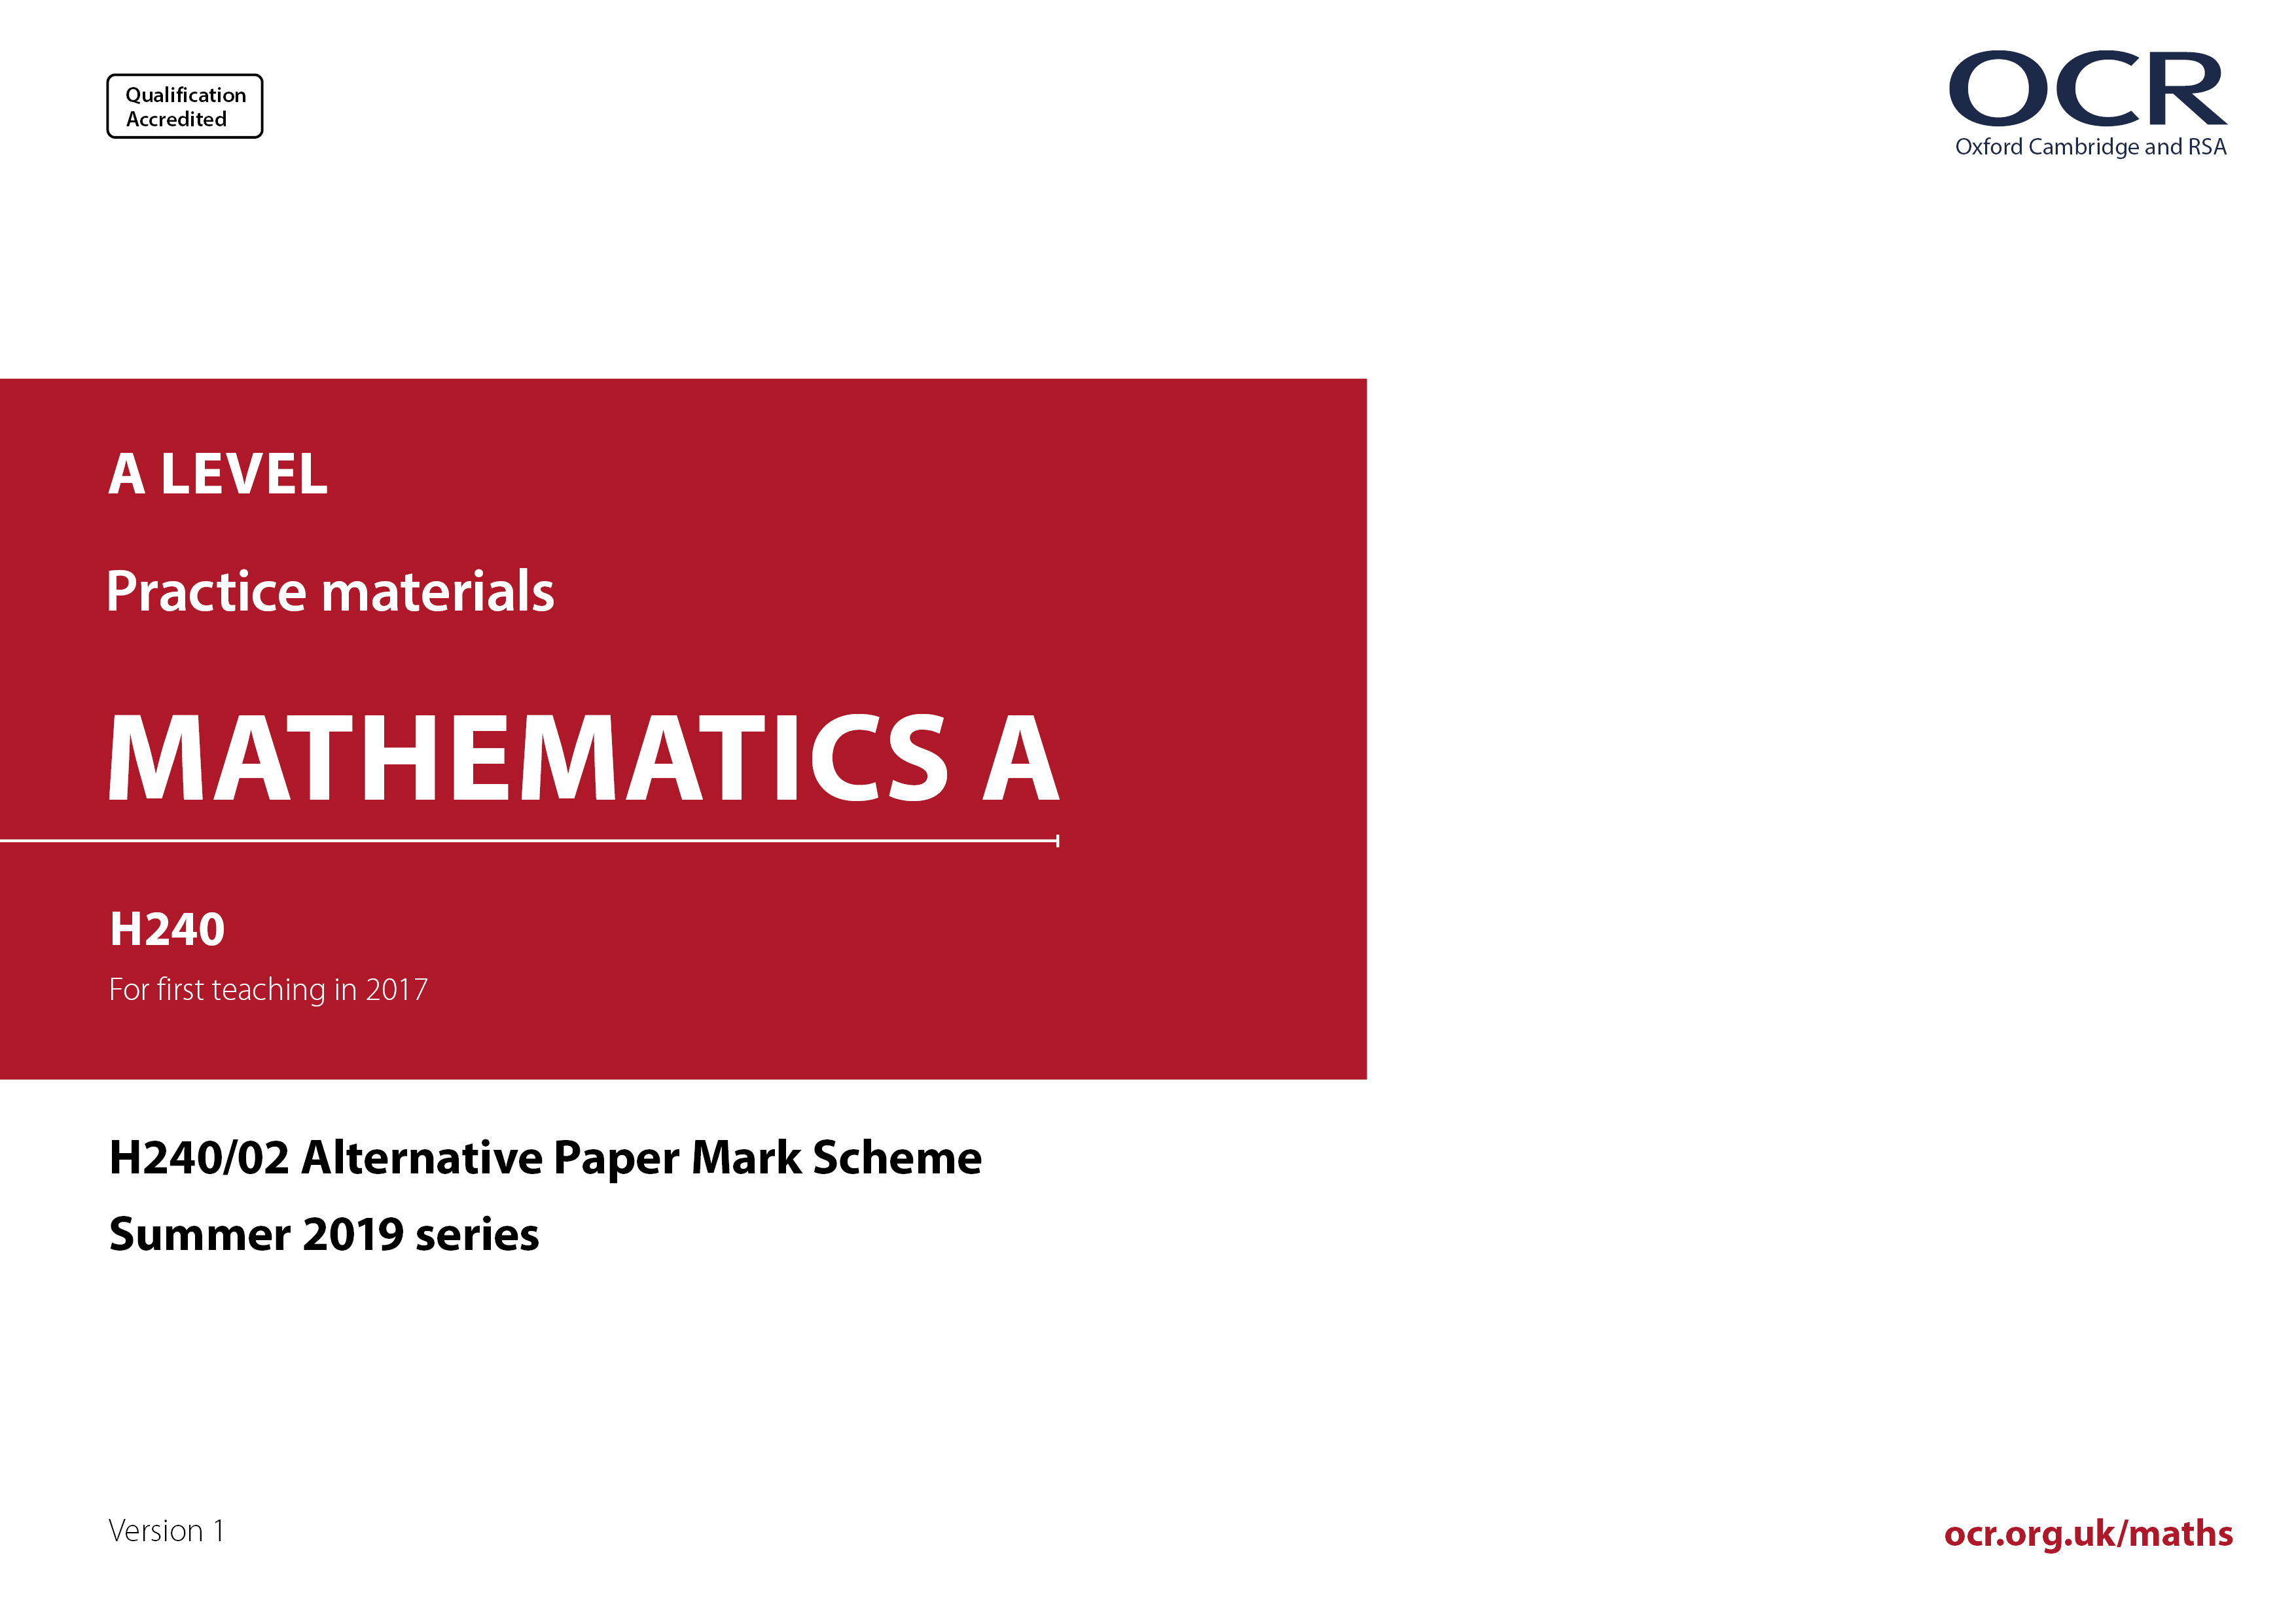 Qualification
Accredited
OCR
Oxford Cambridge and RSA
A LEVEL
Practice materials
MATHEMATICS A
H240
For first teaching in 2017
H240/02 Alternative Paper Mark Scheme
Summer 2019 series
Version 1
ocr.org.uk/maths